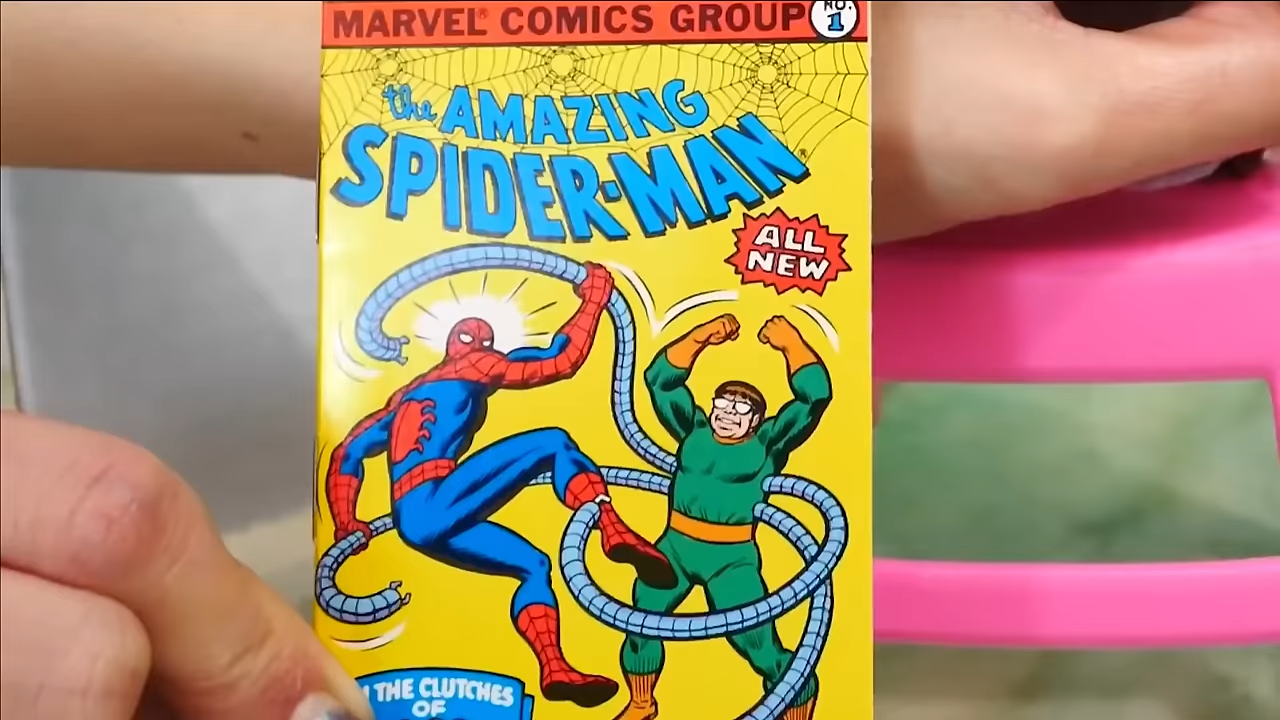 MARVEL® COMICS GROUP
NO.
1
the AMAZING
SPIDER-MAN®
ALL
NEW
THE CLUTCHES
OF